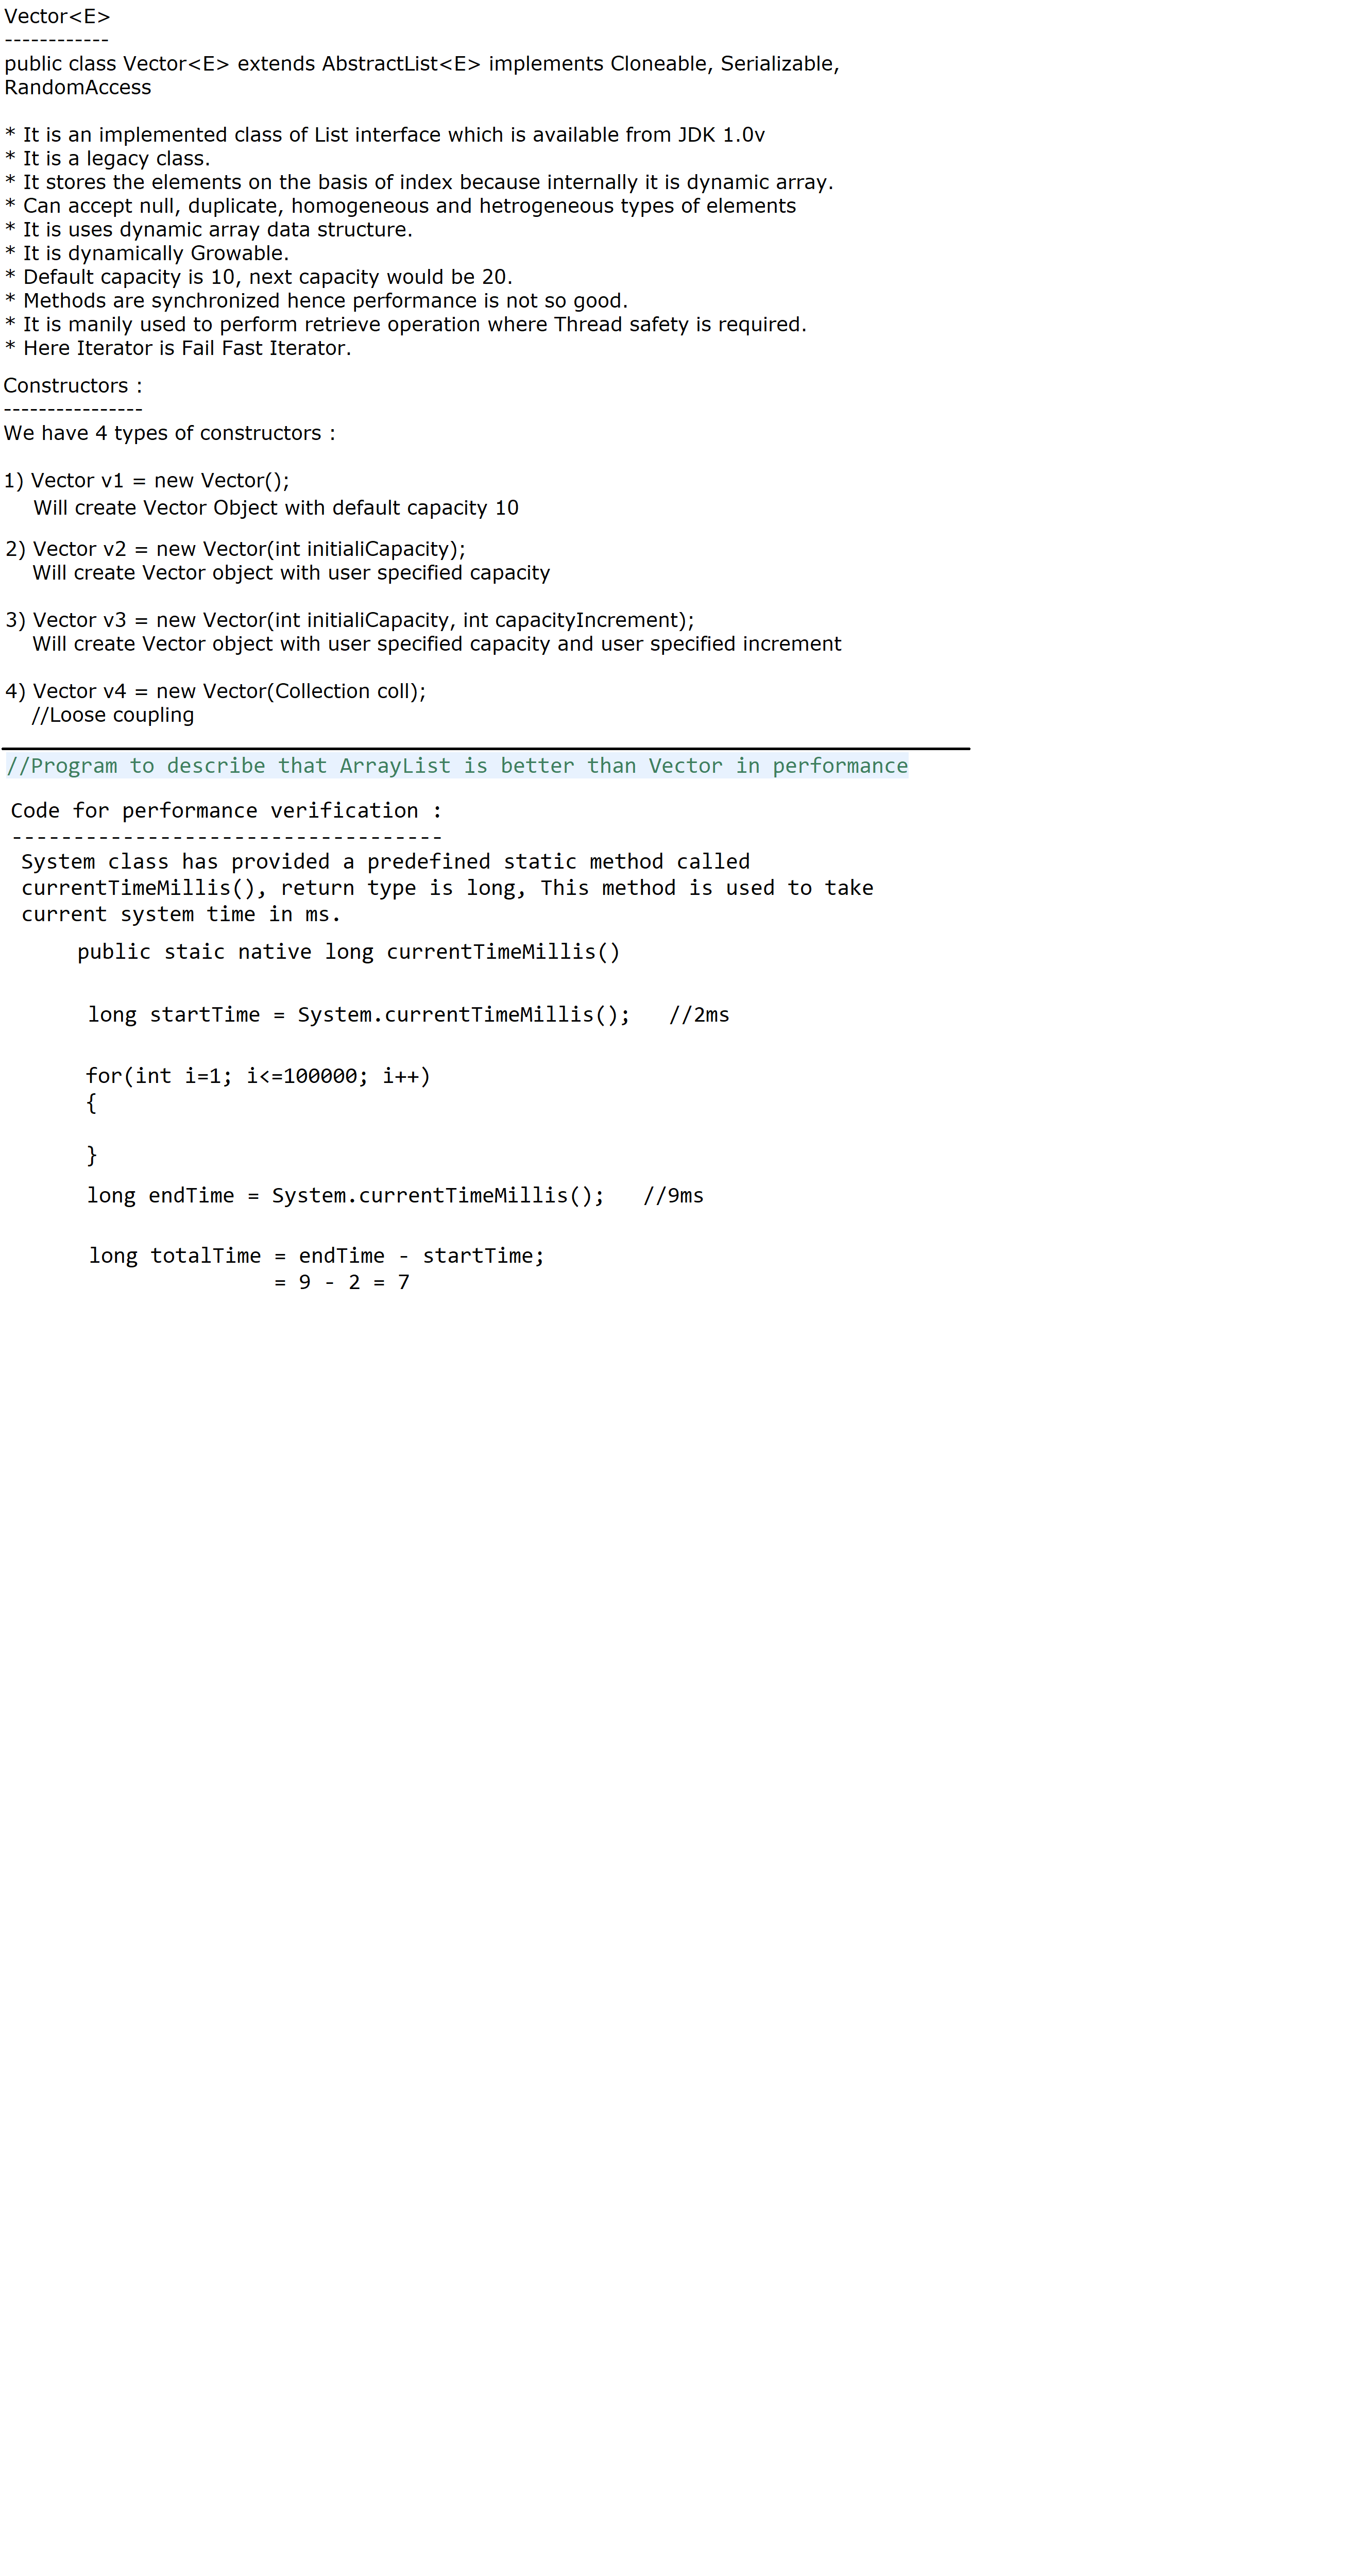 Vector<E>
------------
public class Vector<E> extends AbstractList<E> implements Cloneable, Serializable,
RandomAccess
* It is an implemented class of List interface which is available from JDK 1.0v
* It is a legacy class.
* It stores the elements on the basis of index because internally it is dynamic array.
* Can accept null, duplicate, homogeneous and hetrogeneous types of elements
* It is uses dynamic array data structure.
* It is dynamically Growable.
* Default capacity is 10, next capacity would be 20.
* Methods are synchronized hence performance is not so good.
* It is manily used to perform retrieve operation where Thread safety is required.
* Here Iterator is Fail Fast Iterator.
Constructors :
----------------
We have 4 types of constructors :
1) Vector v1 = new Vector();
Will create Vector Object with default capacity 10
2) Vector v2 = new Vector(int initialiCapacity);
Will create Vector object with user specified capacity
3) Vector v3 = new Vector(int initialiCapacity, int capacityIncrement);
Will create Vector object with user specified capacity and user specified increment
4) Vector v4 = new Vector(Collection coll);
//Loose coupling
//Program to describe that ArrayList is better than Vector in performance
Code for performance verification :
-----------------------------------
System class has provided a predefined static method called
currentTimeMillis(), return type is long, This method is used to take
current system time in ms.
public staic native long currentTimeMillis()
long startTime = System.currentTimeMillis(); //2ms
for(int i=1; i<=100000; i++)
{
}
long endTime = System.currentTimeMillis(); //9ms
long totalTime = endTime - startTime;
= 9 - 2 = 7